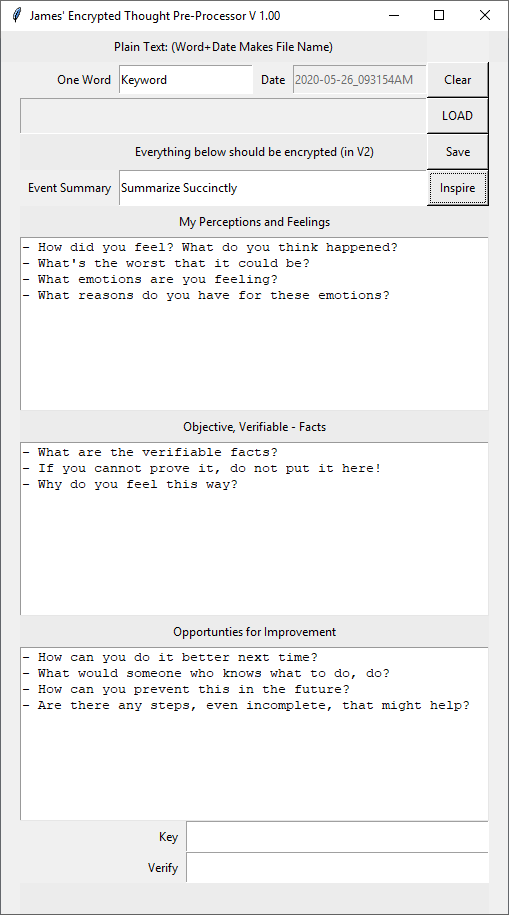 James' Encrypted Thought Pre-Processor V 1.00
Plain Text: (Word+Date Makes File Name)
One Word Keyword Date 2020-05-26_093154AM Clear
LOAD
Everything below should be encrypted (in V2) Save
Event Summary Summarize Succinctly Inspire
My Perceptions and Feelings
- How did you feel? What do you think happened?
- What's the worst that it could be?
- What emotions are you feeling?
- What reasons do you have for these emotions?
Objective, Verifiable - Facts
- What are the verifiable facts?
- If you cannot prove it, do not put it here!
- Why do you feel this way?
Opportunties for Improvement
- How can you do it better next time?
- What would someone who knows what to do, do?
- How can you prevent this in the future?
- Are there any steps, even incomplete, that might help?
Key
Verify